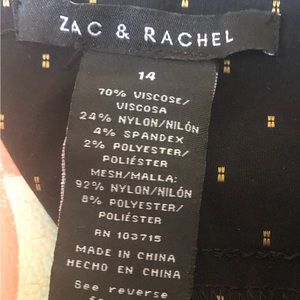 ZAC & RACHEL
14
70% VISCOSE/
VISCOSA
24% NYLON/NILÓN
4% SPANDEX
2% POLYESTER/
POLIÉSTER
MESH/MALLA:
92% NYLON/NILÓN
8% POLYESTER/
POLIÉSTER
RN 103715
MADE IN CHINA
HECHO EN CHINA
See reverse